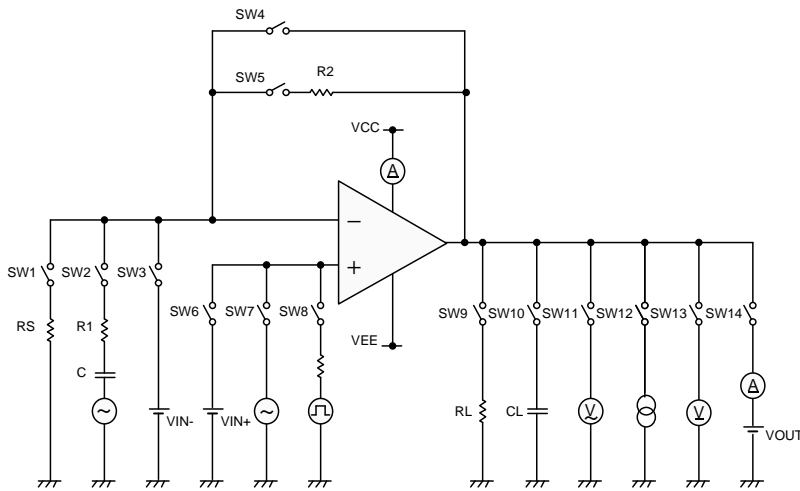 SW4
SW5
R2
VCC
A
−
+
SW1
SW2
SW3
SW6
SW7
SW8
SW9
SW10
SW11
SW12
SW13
SW14
RS
R1
C
VEE
VIN-
VIN+
RL
CL
V
V
A
VOUT